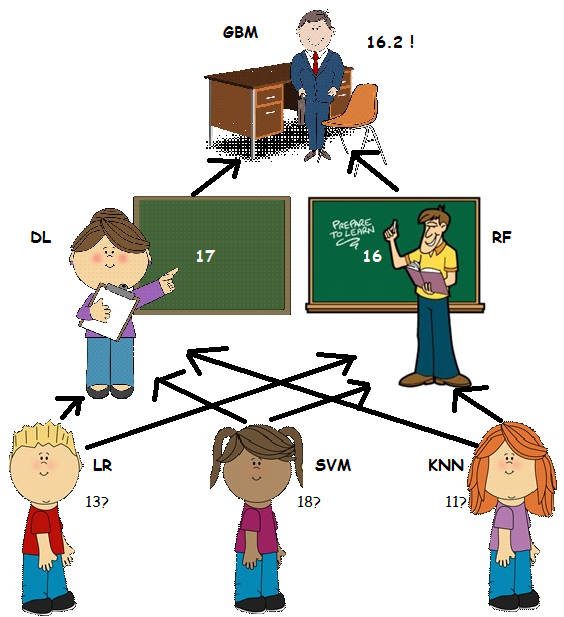 GBM
16.2 !
DL
17
PREPARE
TO LEARN
16
RF
LR
SVM
KNN
13?
18?
11?